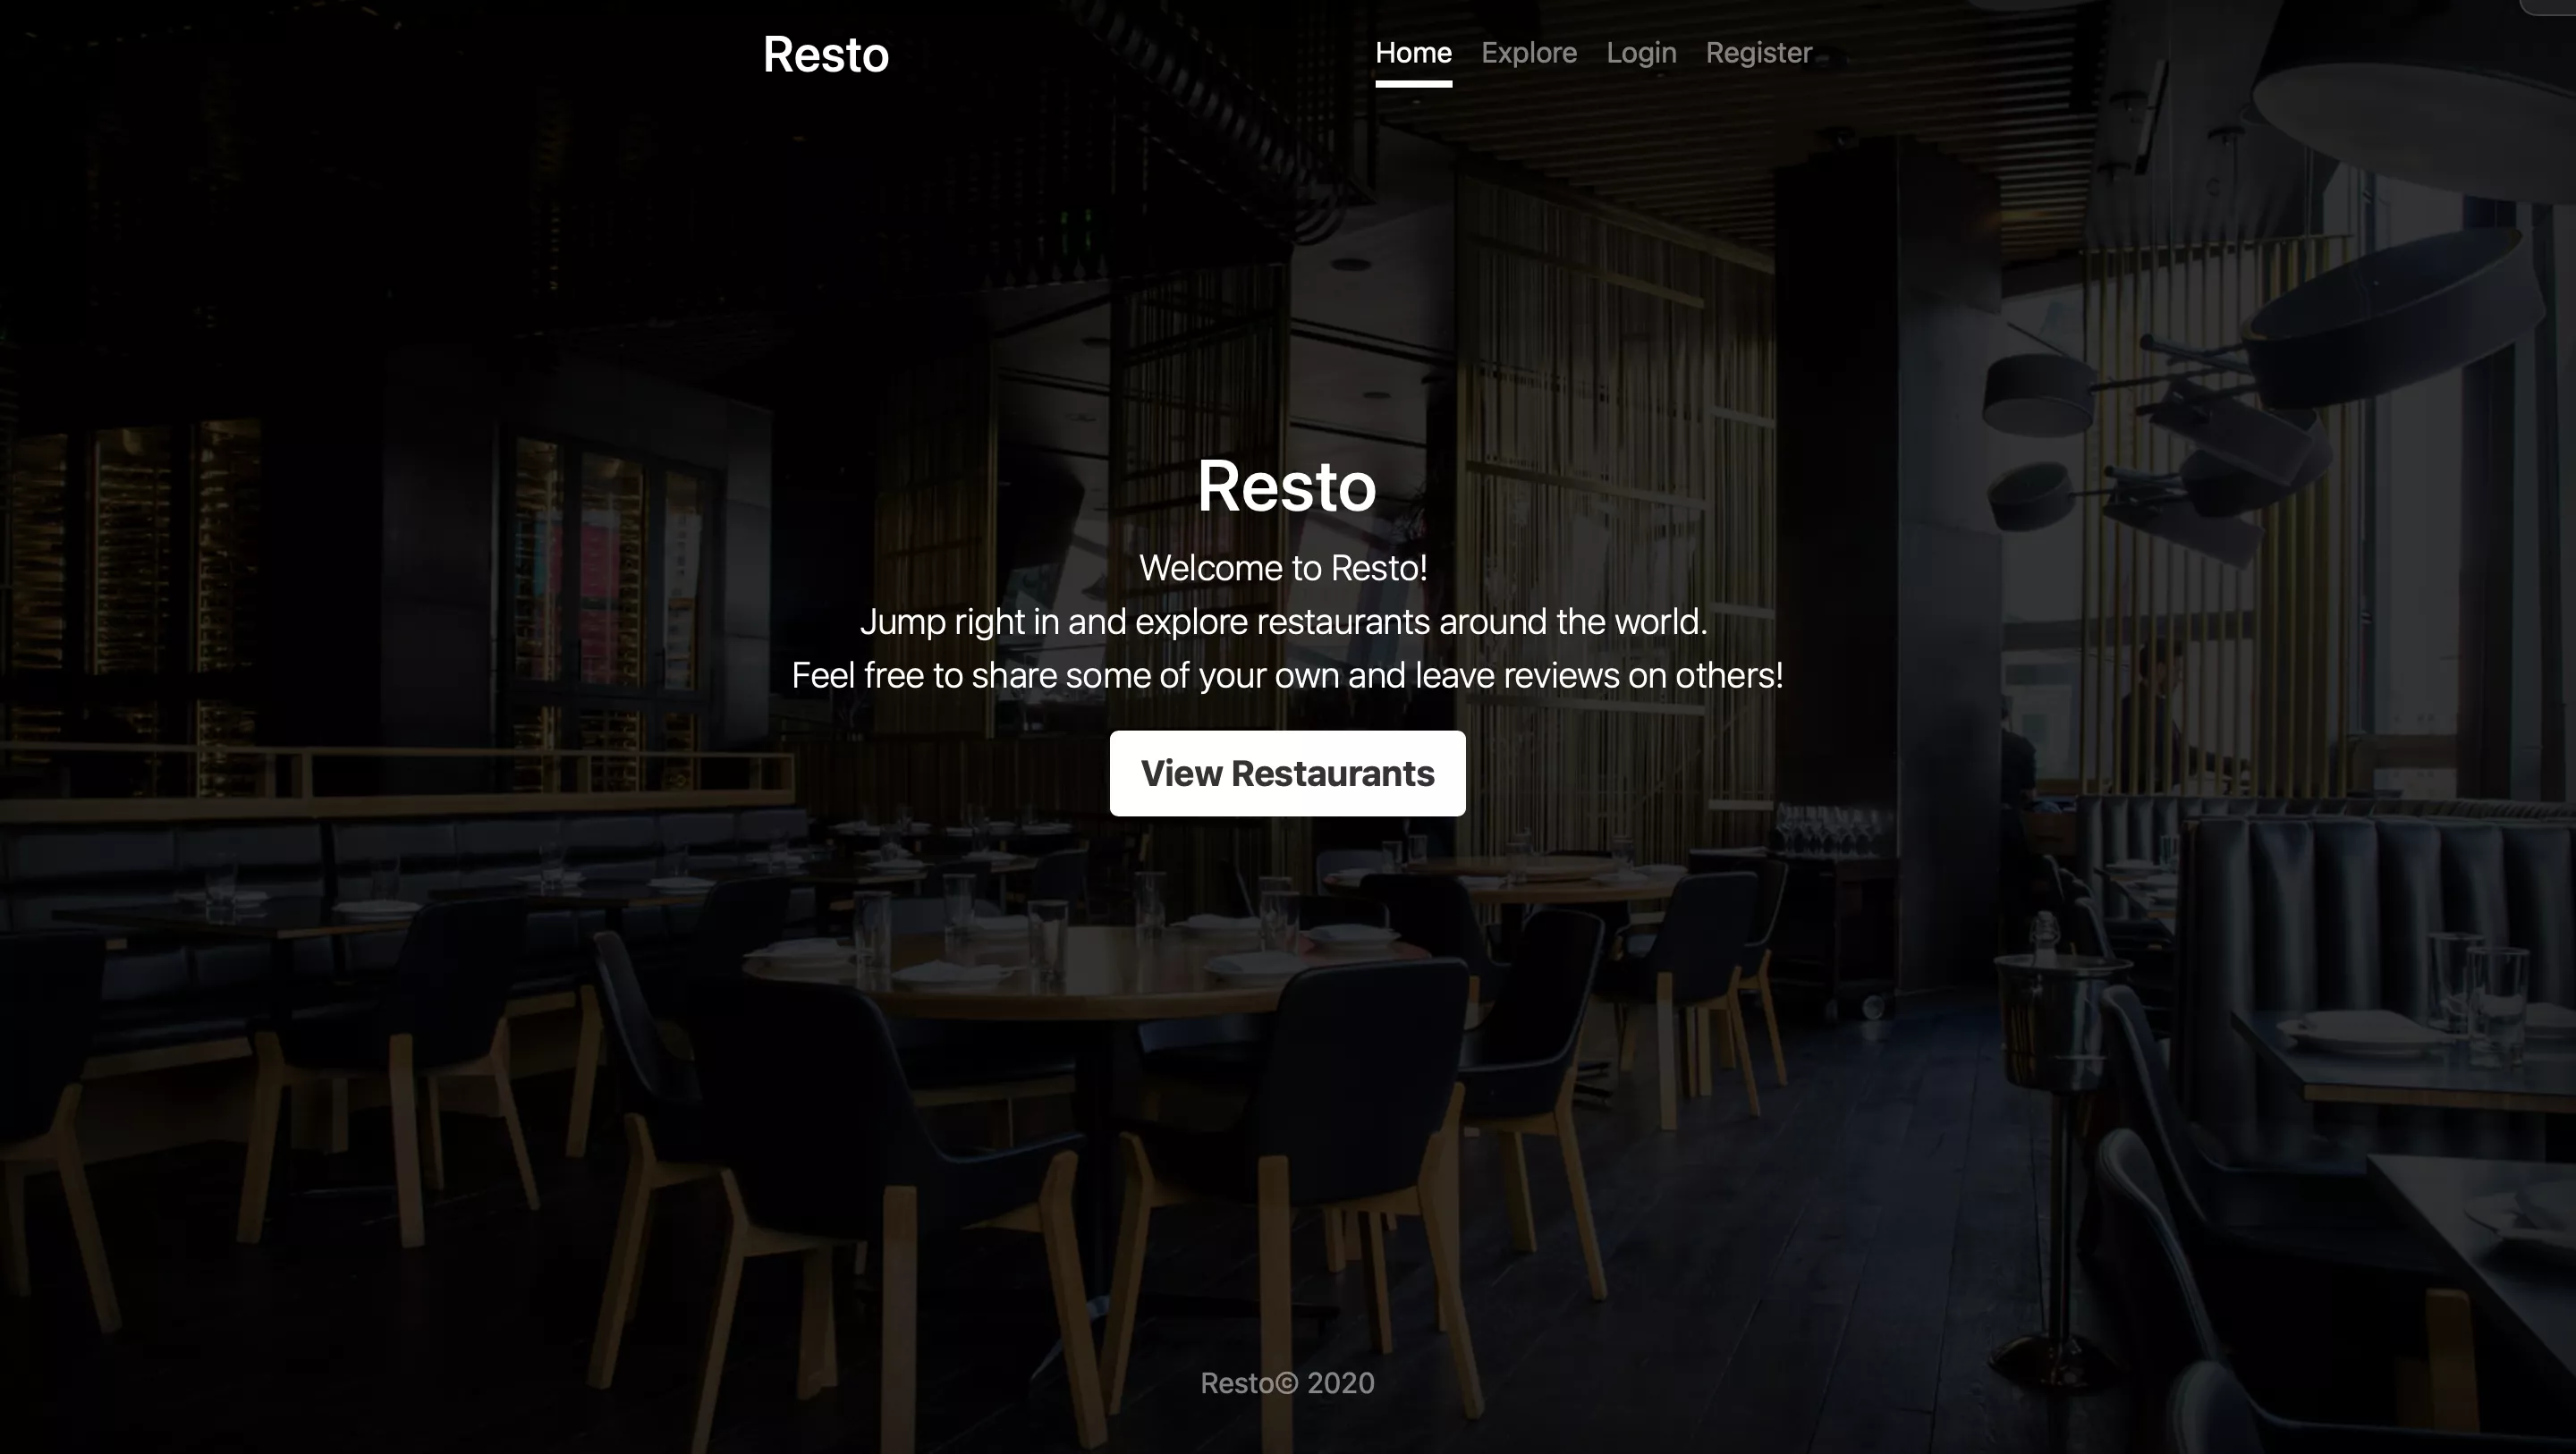 Resto
Home Explore Login Register
Resto
Welcome to Resto!
Jump right in and explore restaurants around the world.
Feel free to share some of your own and leave reviews on others!
View Restaurants
Resto© 2020